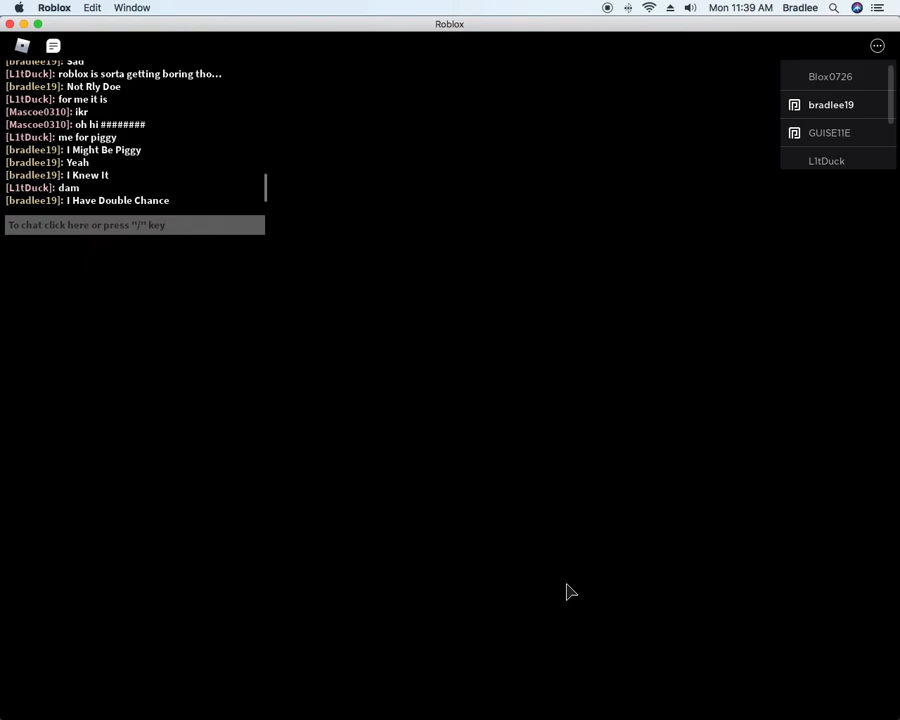 Roblox Edit Window Mon 11:39 AM Bradlee
Roblox
[bradlee19]: Sad
[L1tDuck]: roblox is sorta getting boring tho...
[bradlee19]: Not Rly Doe
[L1tDuck]: for me it is
[Mascoe0310]: ikr
[Mascoe0310]: oh hi ########
[L1tDuck]: me for piggy
[bradlee19]: I Might Be Piggy
[bradlee19]: Yeah
[bradlee19]: I Knew It
[L1tDuck]: dam
[bradlee19]: I Have Double Chance
To chat click here or press "/" key
Blox0726
bradlee19
GUISE11E
L1tDuck